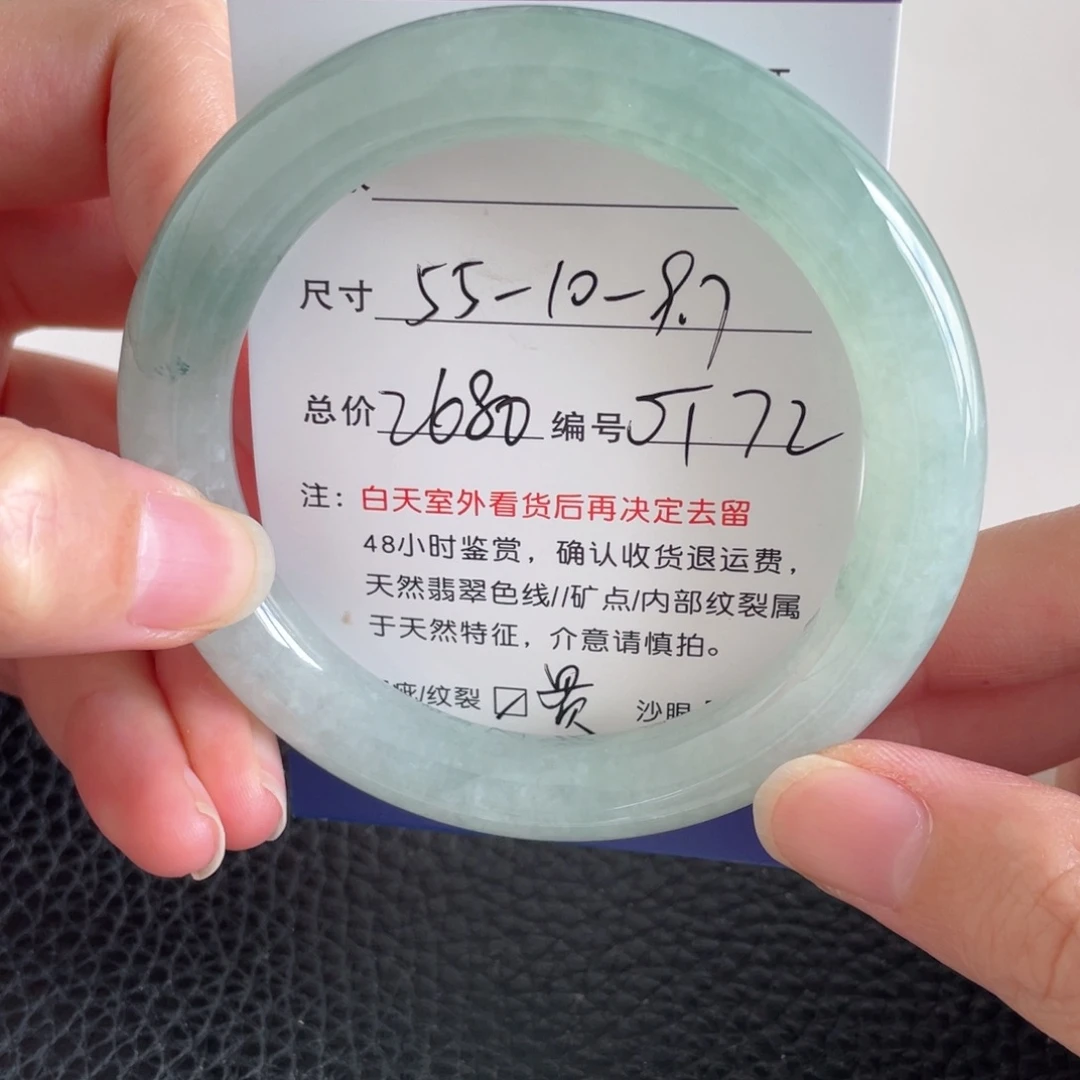 尺寸 55-10-8.7
总价 2680 编号 JT72
注：白天室外看货后再决定去留
48小时鉴赏，确认收货退运费，
天然翡翠色线//矿点/内部纹裂属
于天然特征，介意请慎拍。
疵/纹裂 沙眼